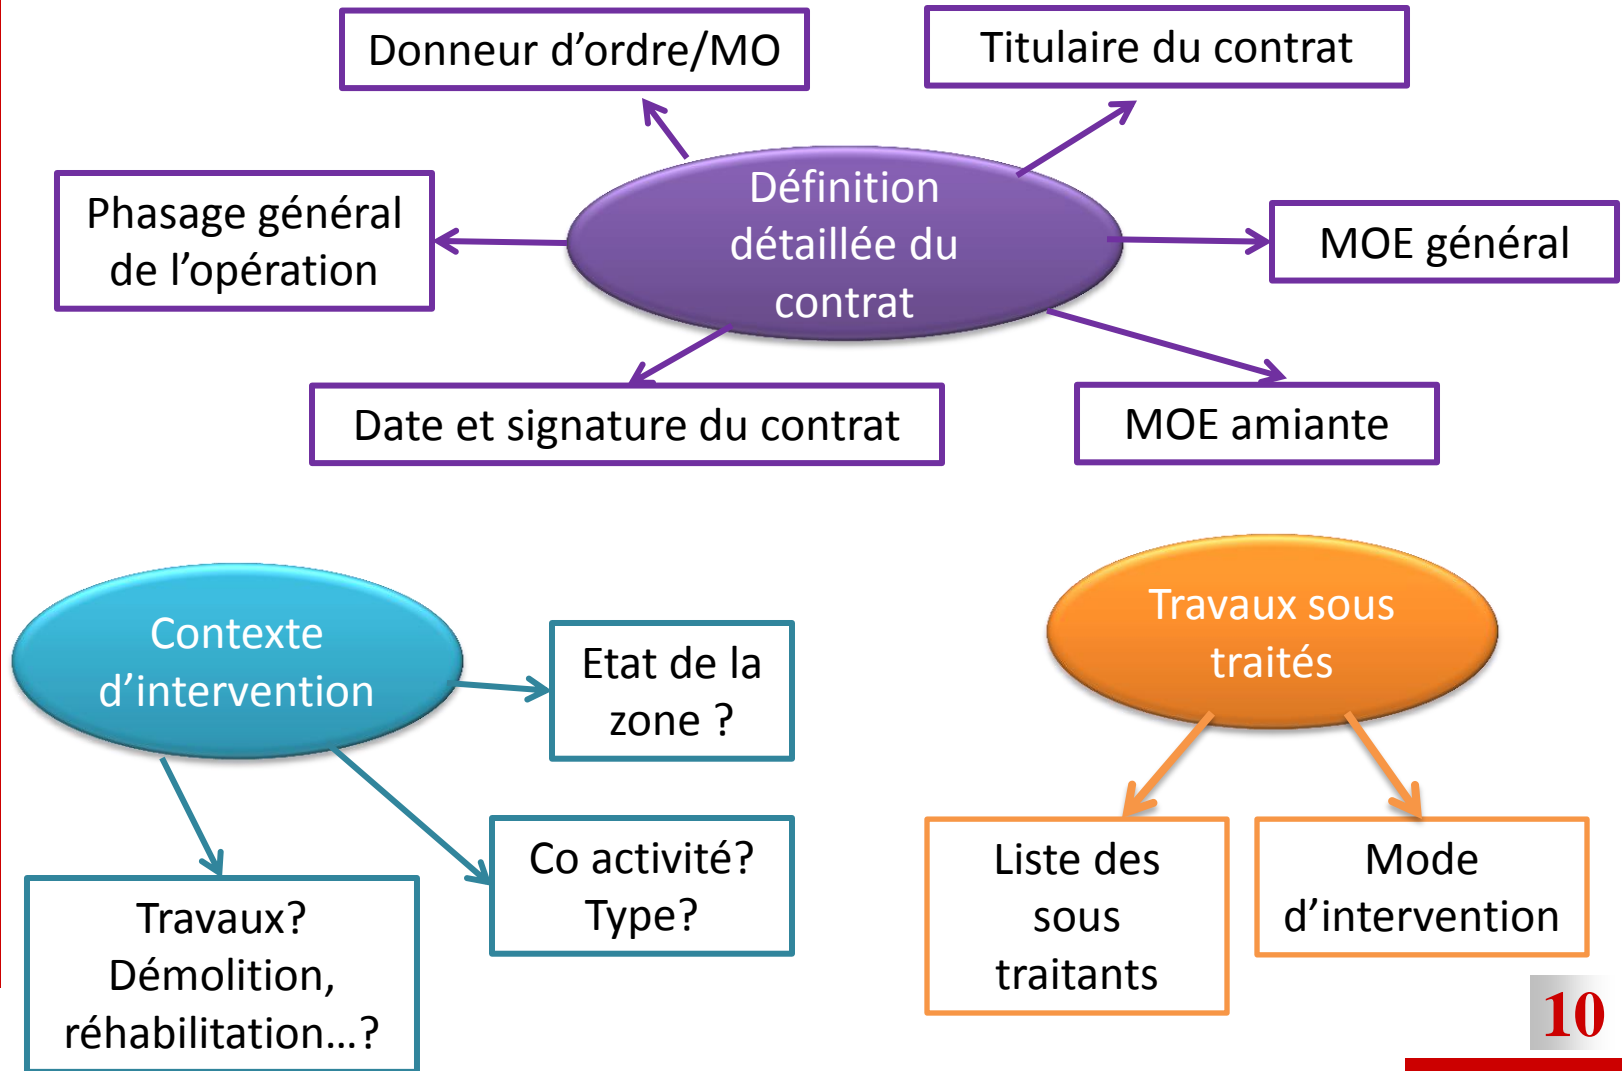 Donneur d’ordre/MO
Titulaire du contrat
Définition
détaillée du
contrat
Phasage général
de l’opération
MOE général
Date et signature du contrat
MOE amiante
Contexte
d’intervention
Etat de la
zone ?
Co activité?
Type?
Travaux?
Démolition,
réhabilitation…?
Travaux sous
traités
Liste des
sous
traitants
Mode
d’intervention
10